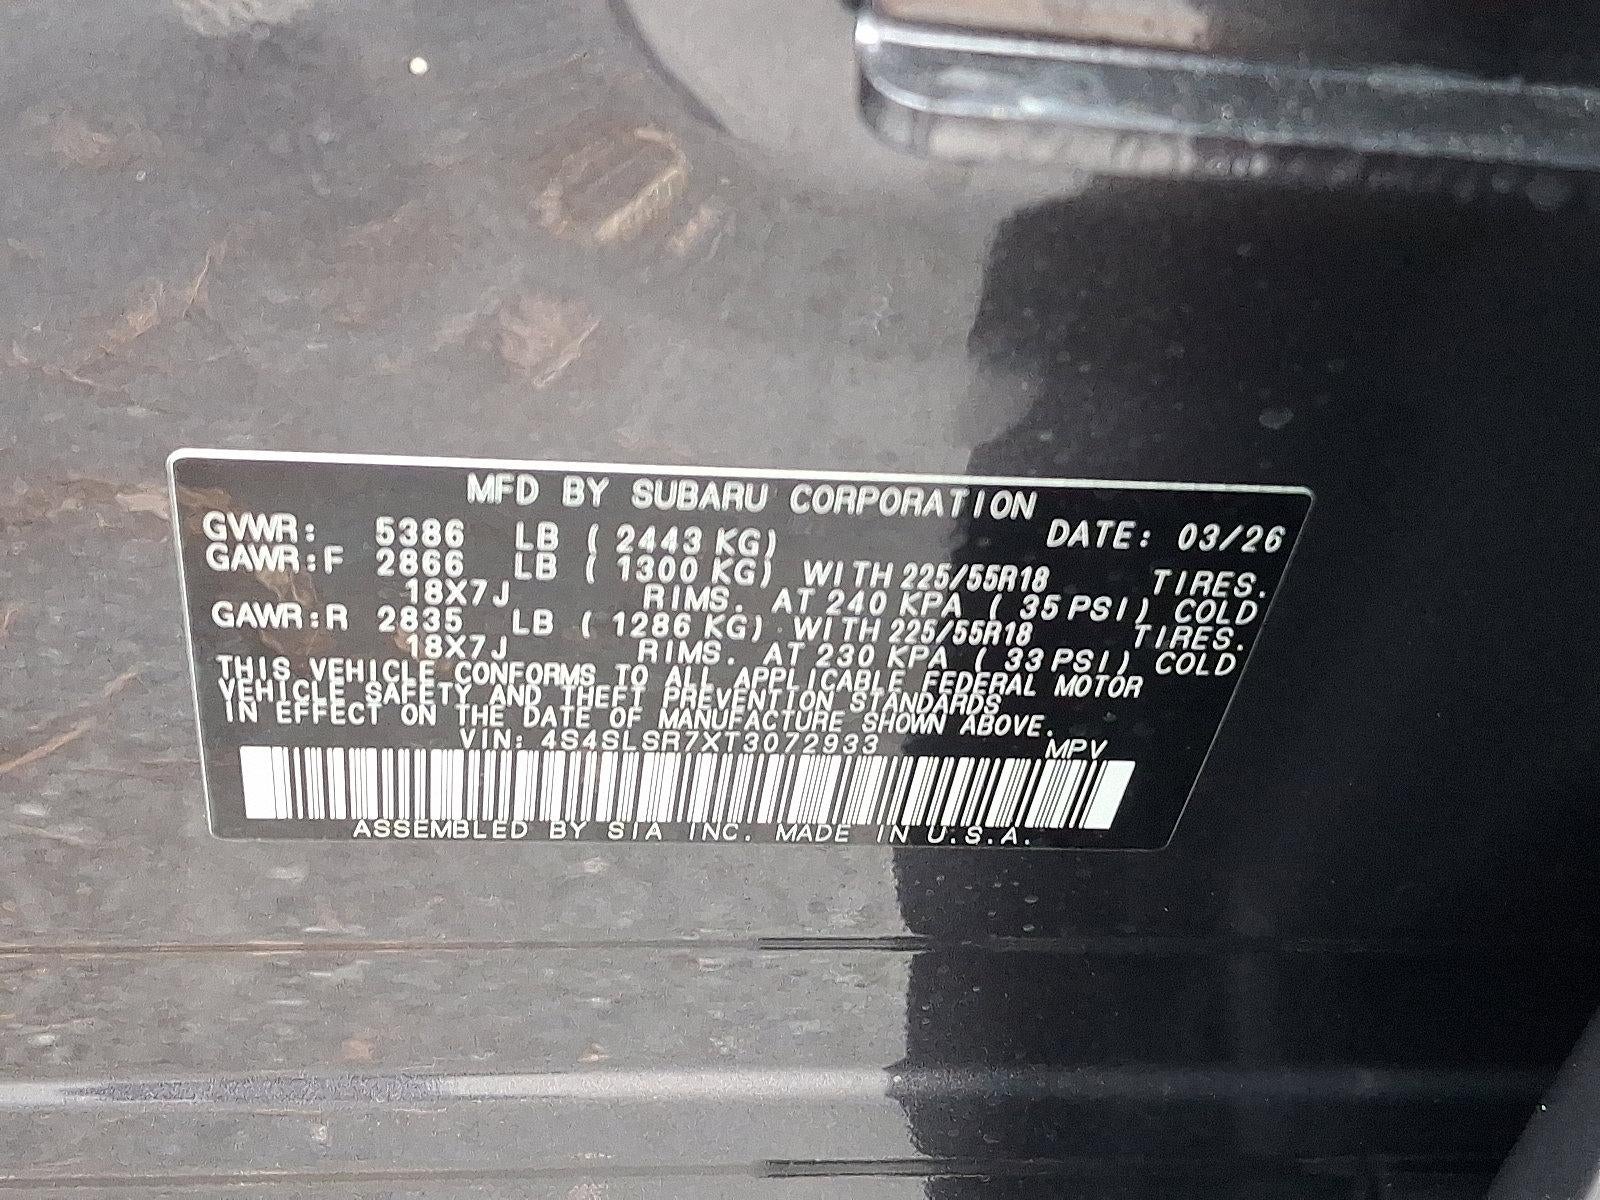 MFD BY SUBARU CORPORATION
GVWR: 5386 LB ( 2443 KG) DATE: 03/26
GAWR:F 2866 LB ( 1300 KG) WITH 225/55R18 TIRES.
18X7J RIMS. AT 240 KPA ( 35 PSI) COLD
GAWR:R 2835 LB ( 1286 KG) WITH 225/55R18 TIRES.
18X7J RIMS. AT 230 KPA ( 33 PSI) COLD
THIS VEHICLE CONFORMS TO ALL APPLICABLE FEDERAL MOTOR
VEHICLE SAFETY AND THEFT PREVENTION STANDARDS
IN EFFECT ON THE DATE OF MANUFACTURE SHOWN ABOVE.
VIN: 4S4SLSR7XT3072933 MPV
ASSEMBLED BY SIA INC. MADE IN U.S.A.